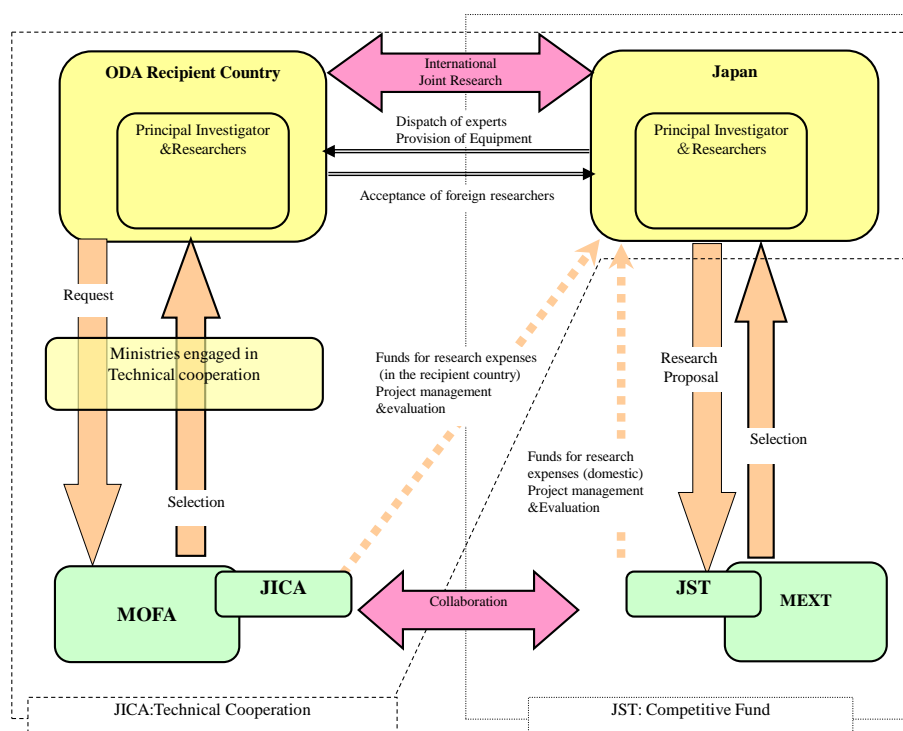 ODA Recipient Country
International
Joint Research
Japan
Principal Investigator
&Researchers
Dispatch of experts
Provision of Equipment
Principal Investigator
& Researchers
Acceptance of foreign researchers
Request
Ministries engaged in
Technical cooperation
Funds for research expenses
(in the recipient country)
Project management
&evaluation
Research
Proposal
Selection
Funds for research
expenses (domestic)
Project management
&Evaluation
Selection
MOFA
JICA
Collaboration
JST
MEXT
JICA:Technical Cooperation
JST: Competitive Fund